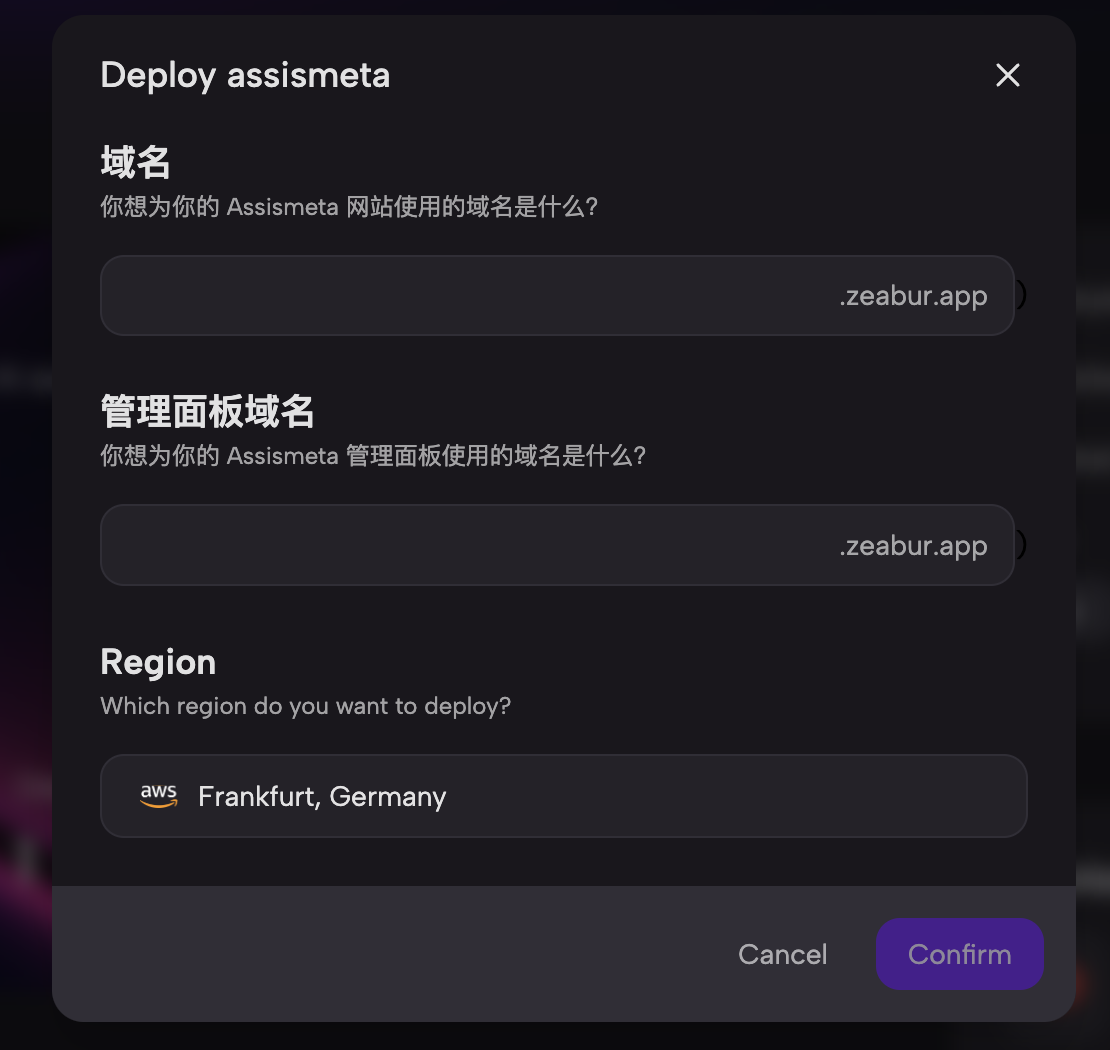 Deploy assismeta
域名
你想为你的 Assismeta 网站使用的域名是什么?
.zeabur.app
)
管理面板域名
你想为你的 Assismeta 管理面板使用的域名是什么?
.zeabur.app
)
Region
Which region do you want to deploy?
aws Frankfurt, Germany
Cancel
Confirm